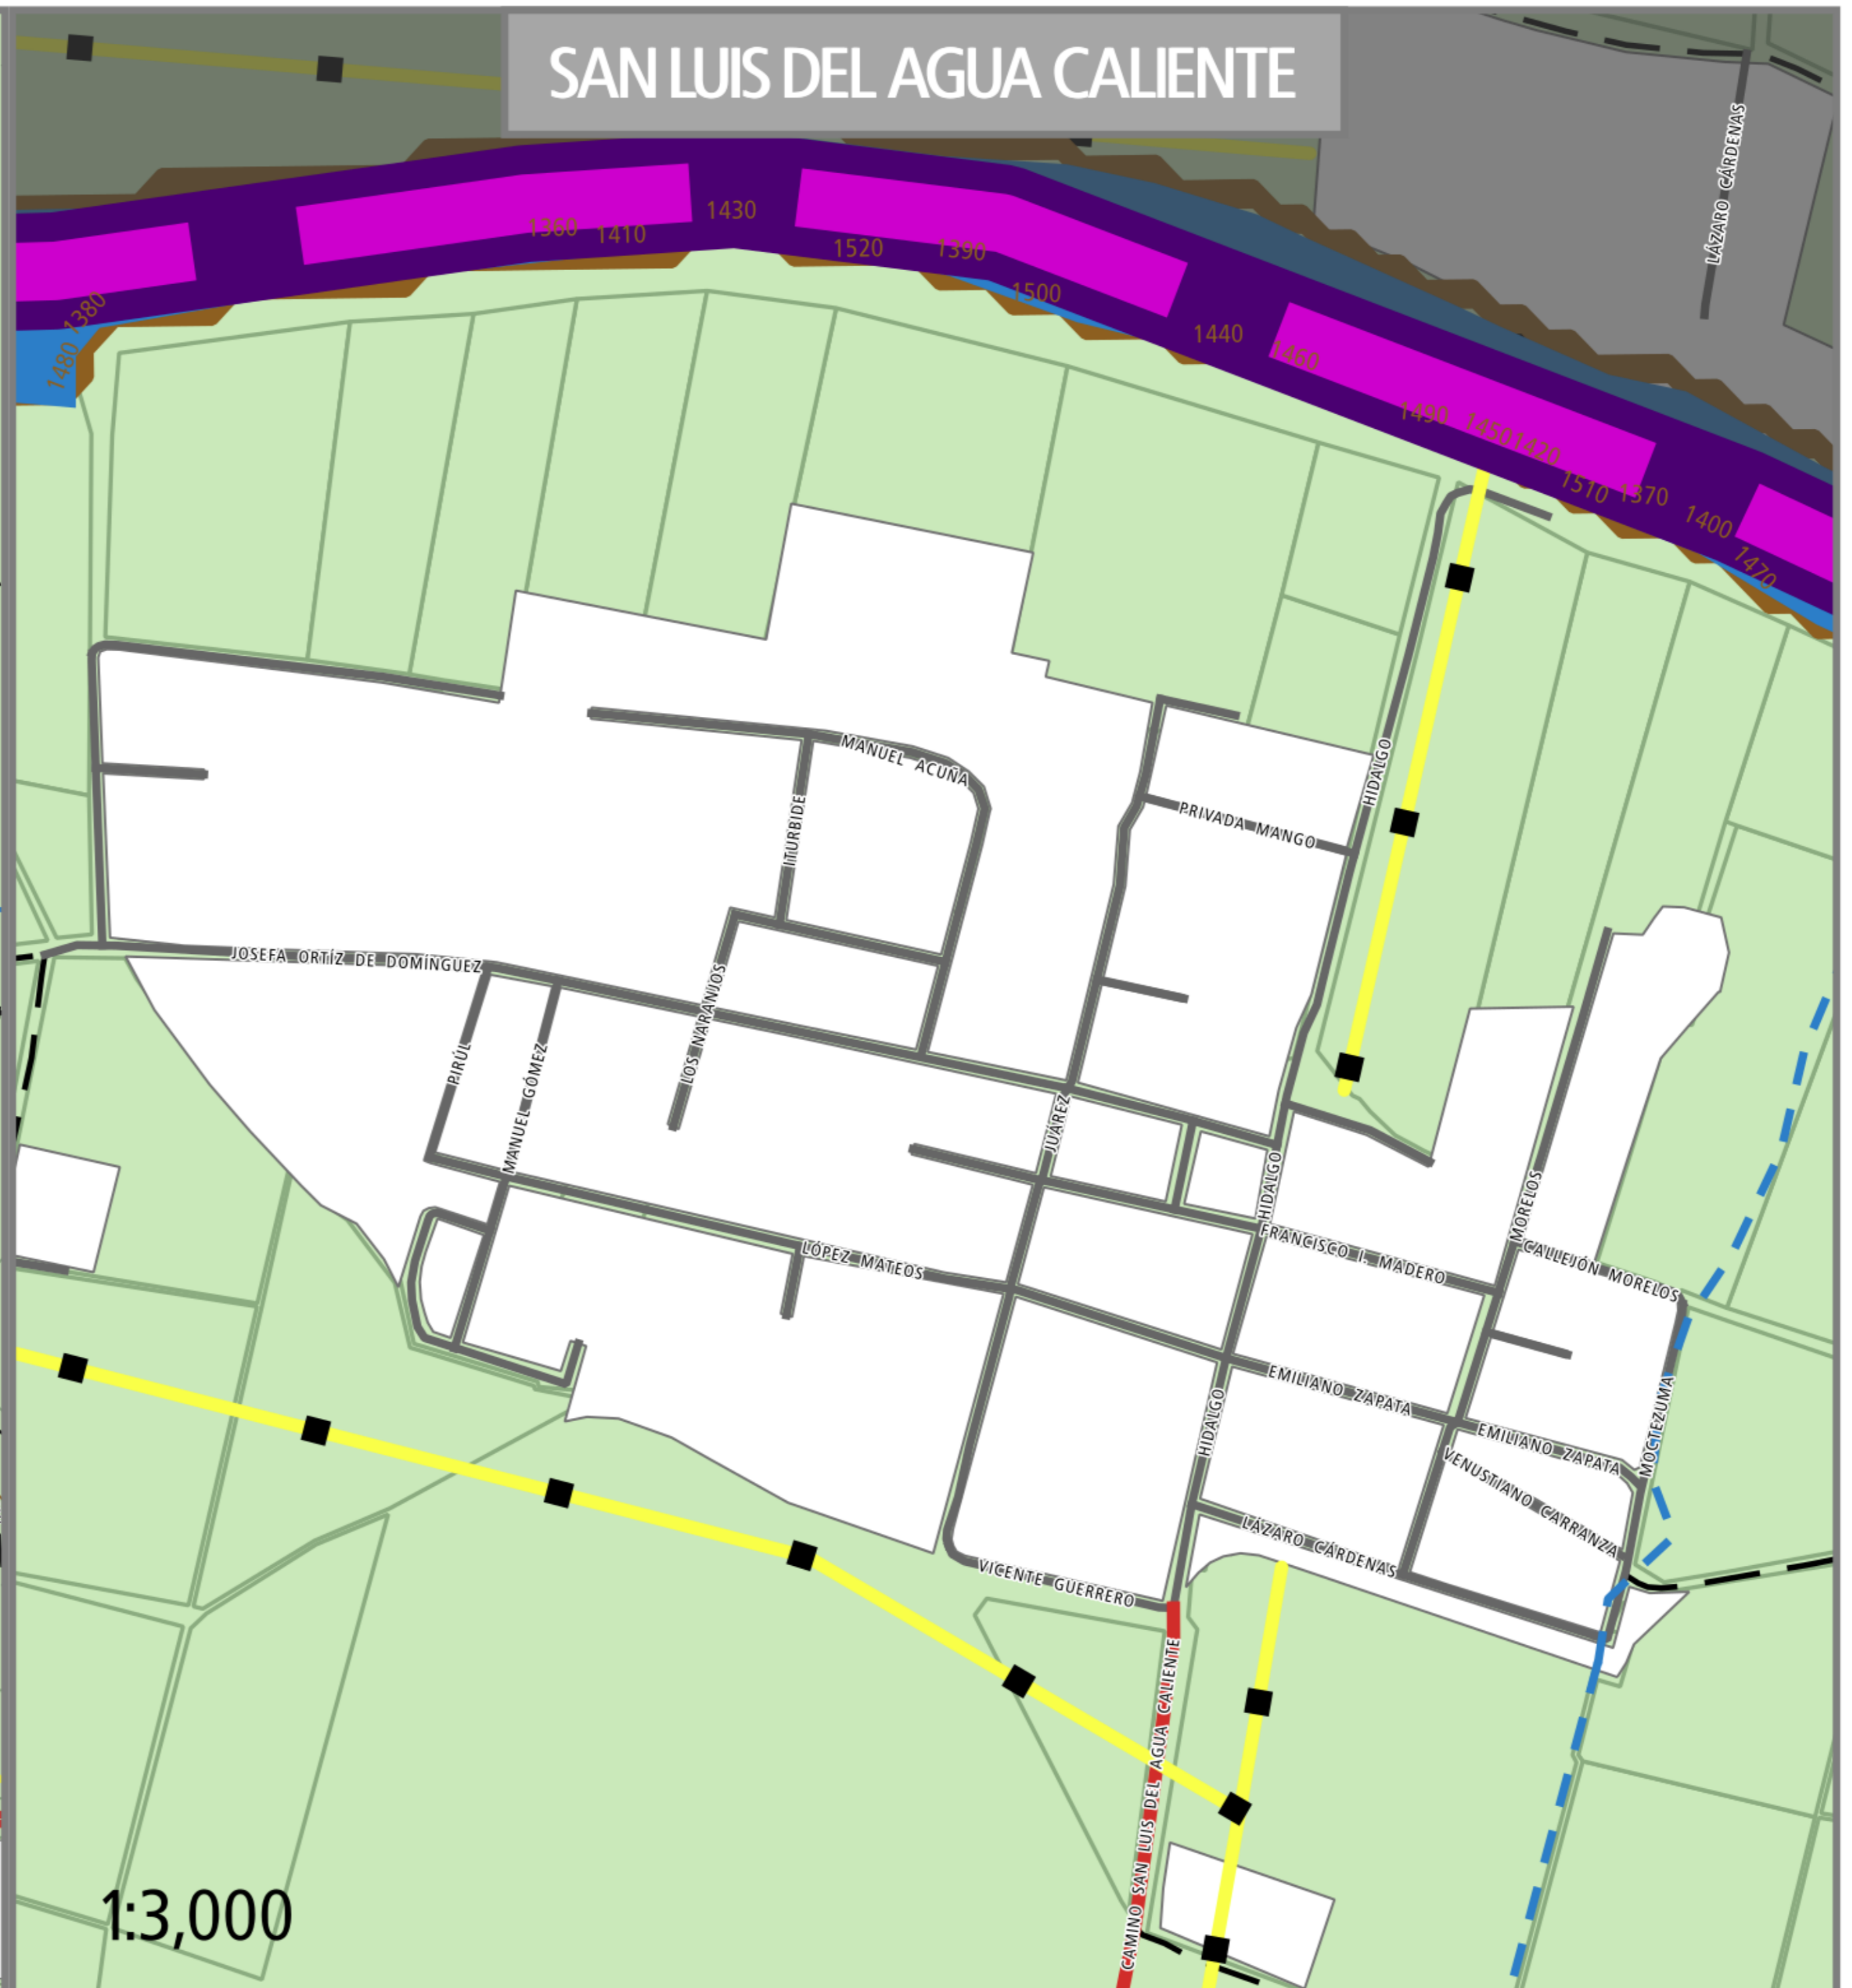 SAN LUIS DEL AGUA CALIENTE
LÁZARO CÁRDENAS
1430
1360
1410
1520
1390
1500
1380
1480
1440
1460
1490
1450
1420
1510
1370
1400
1470
MANUEL ACUÑA
HIDALGO
PRIVADA MANGO
ITURBIDE
JOSEFA ORTÍZ DE DOMÍNGUEZ
LOS NARANJOS
PIRÚL
MANUEL GÓMEZ
JUÁREZ
HIDALGO
MORELOS
FRANCISCO I. MADERO
CALLEJÓN MORELOS
LÓPEZ MATEOS
EMILIANO ZAPATA
HIDALGO
MOCTEZUMA
EMILIANO ZAPATA
VENUSTIANO CARRANZA
LÁZARO CÁRDENAS
VICENTE GUERRERO
CAMINO SAN LUIS DEL AGUA CALIENTE
1:3,000